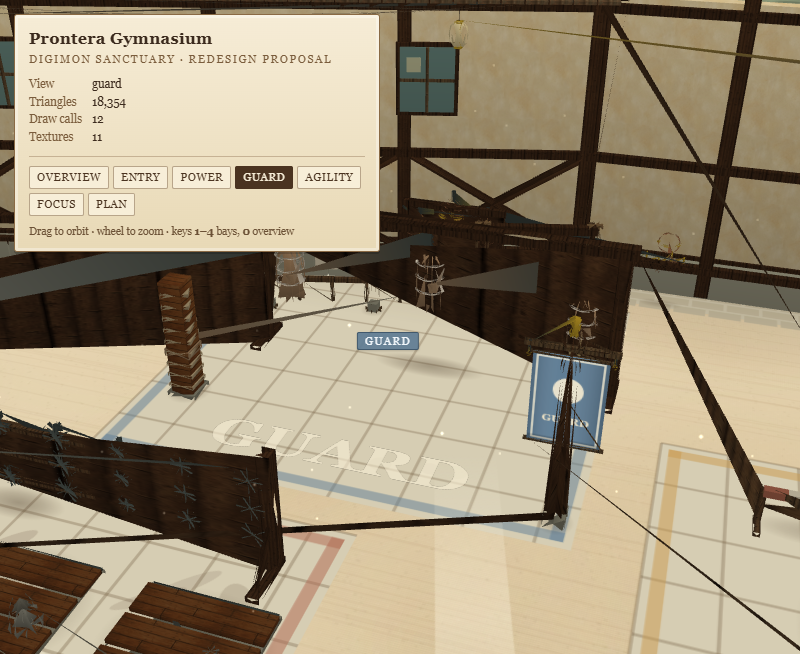 Prontera Gymnasium
DIGIMON SANCTUARY · REDESIGN PROPOSAL
View guard
Triangles 18,354
Draw calls 12
Textures 11
OVERVIEW ENTRY POWER GUARD AGILITY
FOCUS PLAN
Drag to orbit · wheel to zoom · keys 1–4 bays, 0 overview
GUARD
GUARD
GUARD